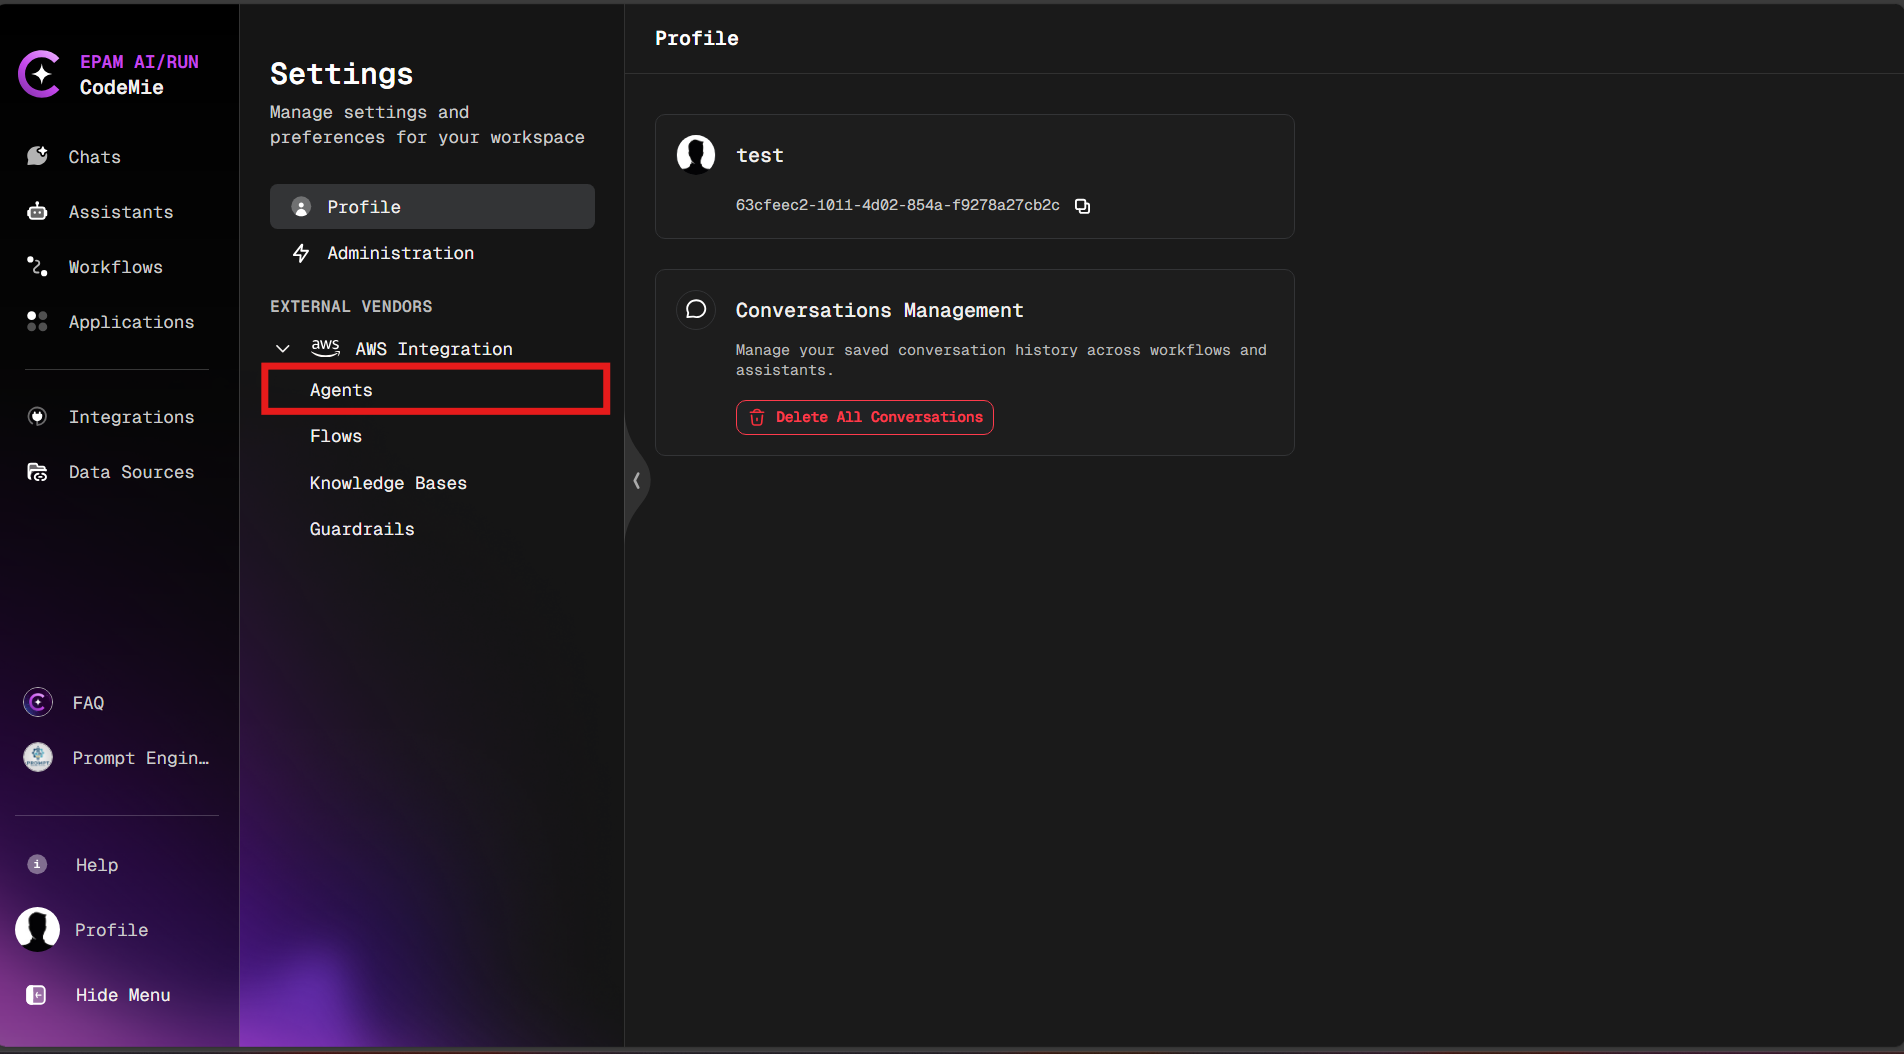 EPAM AI/RUN
CodeMie
Chats
Assistants
Workflows
Applications
Integrations
Data Sources
FAQ
Prompt Engin…
Help
Profile
Hide Menu
Settings
Manage settings and
preferences for your workspace
Profile
Administration
EXTERNAL VENDORS
aws AWS Integration
Agents
Flows
Knowledge Bases
Guardrails
Profile
test
63cfeec2-1011-4d02-854a-f9278a27cb2c
Conversations Management
Manage your saved conversation history across workflows and
assistants.
Delete All Conversations